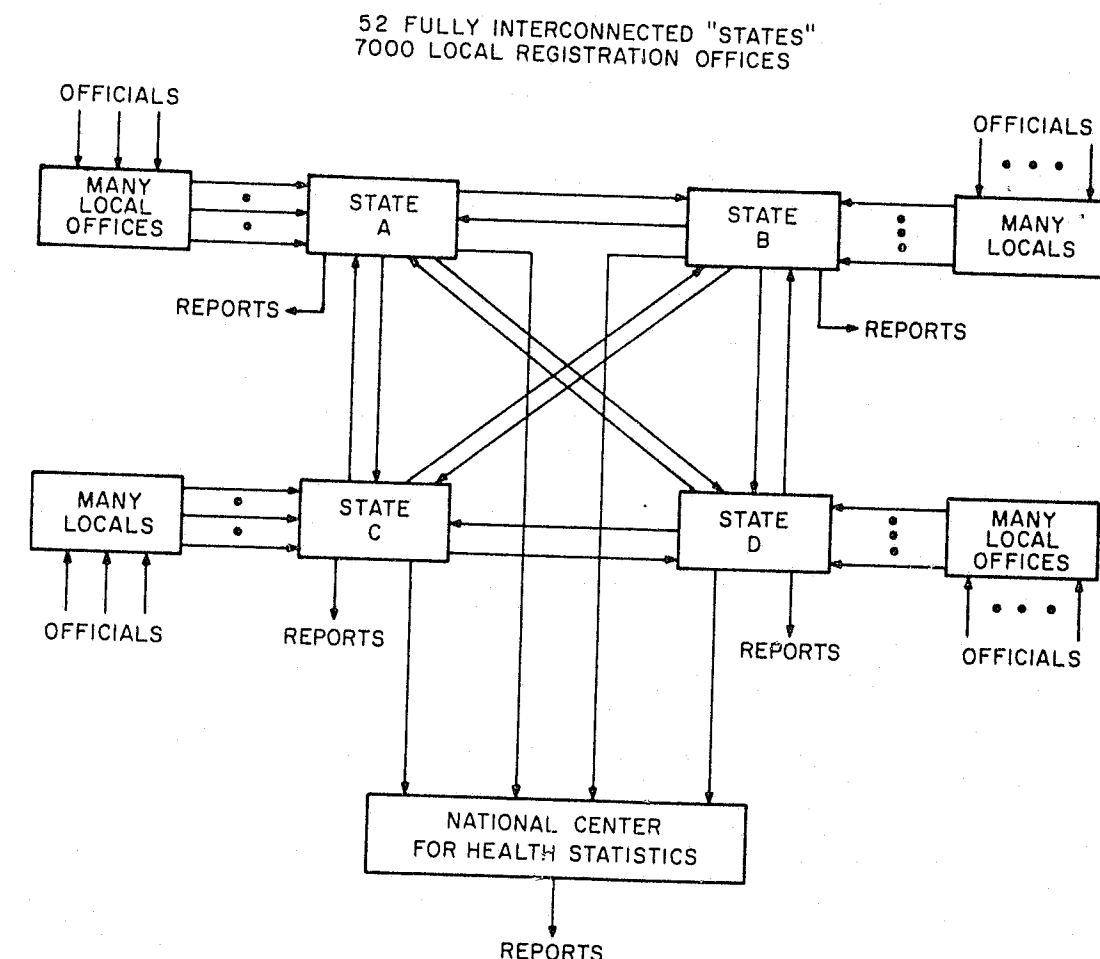 52 FULLY INTERCONNECTED "STATES"
7000 LOCAL REGISTRATION OFFICES
OFFICIALS
OFFICIALS
MANY
LOCAL
OFFICES
STATE
A
STATE
B
MANY
LOCALS
REPORTS
REPORTS
MANY
LOCALS
STATE
C
STATE
D
MANY
LOCAL
OFFICES
OFFICIALS
REPORTS
REPORTS
OFFICIALS
NATIONAL CENTER
FOR HEALTH STATISTICS
REPORTS